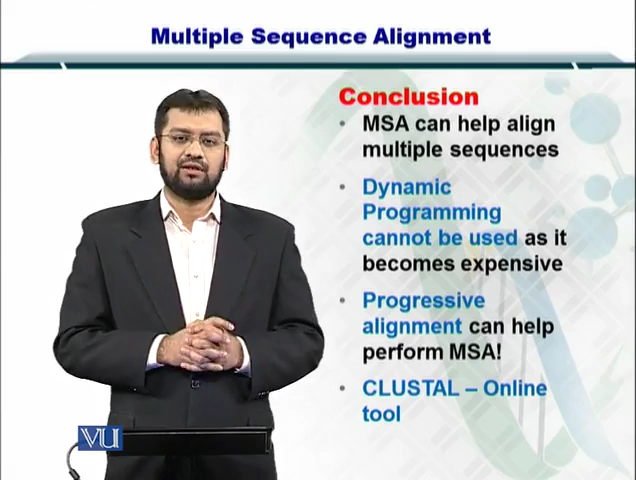 Multiple Sequence Alignment
Conclusion
• MSA can help align
multiple sequences
• Dynamic
Programming
cannot be used as it
becomes expensive
• Progressive
alignment can help
perform MSA!
• CLUSTAL – Online
tool
VU